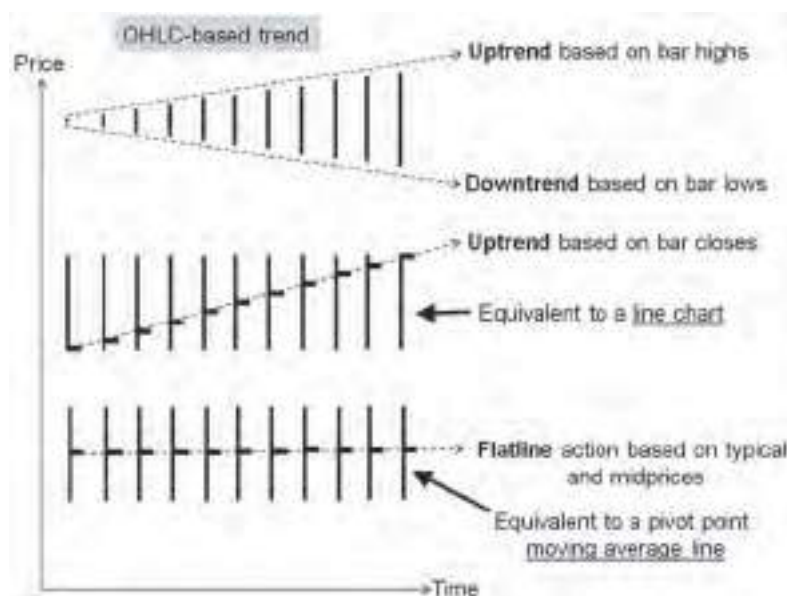 OHLC-based trend
Price
Uptrend based on bar highs
Downtrend based on bar lows
Uptrend based on bar closes
Equivalent to a line chart
Flatline action based on typical
and midprices
Equivalent to a pivot point
moving average line
Time